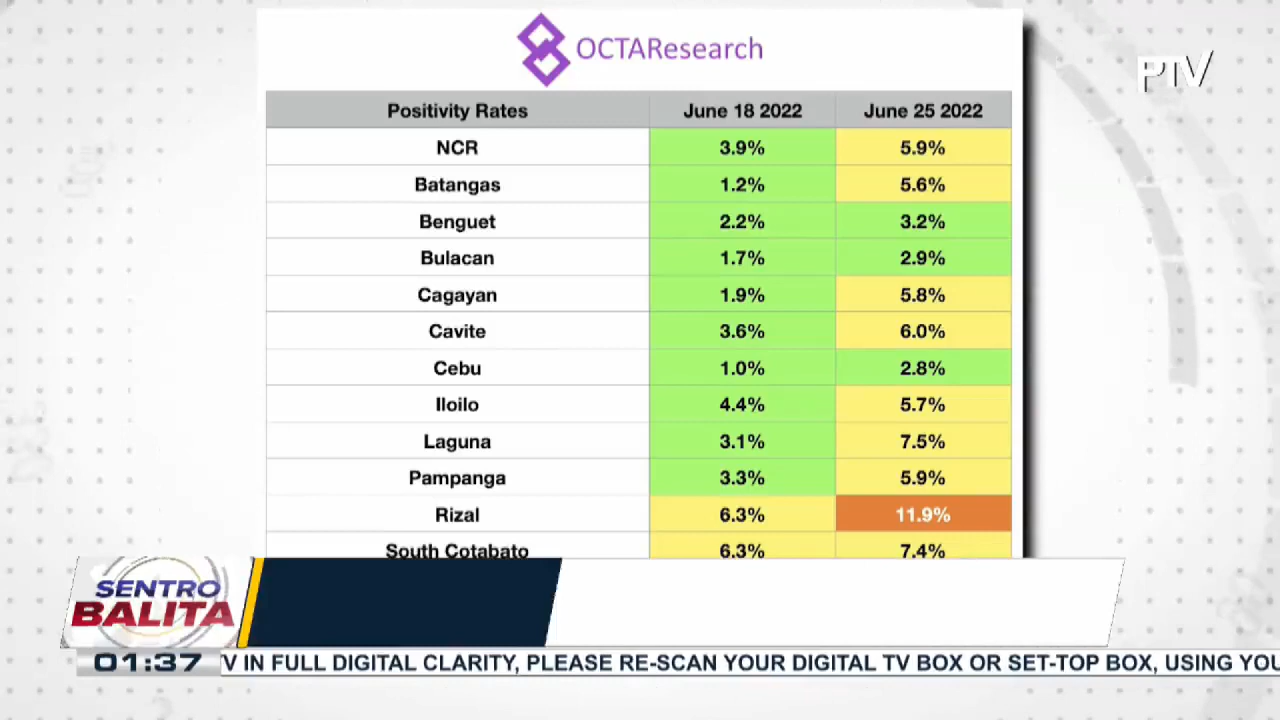 OCTAResearch
PTV
Positivity Rates June 18 2022 June 25 2022
NCR 3.9% 5.9%
Batangas 1.2% 5.6%
Benguet 2.2% 3.2%
Bulacan 1.7% 2.9%
Cagayan 1.9% 5.8%
Cavite 3.6% 6.0%
Cebu 1.0% 2.8%
Iloilo 4.4% 5.7%
Laguna 3.1% 7.5%
Pampanga 3.3% 5.9%
Rizal 6.3% 11.9%
South Cotabato 6.3% 7.4%
SENTRO
BALITA
01:37 V IN FULL DIGITAL CLARITY, PLEASE RE-SCAN YOUR DIGITAL TV BOX OR SET-TOP BOX, USING YOU